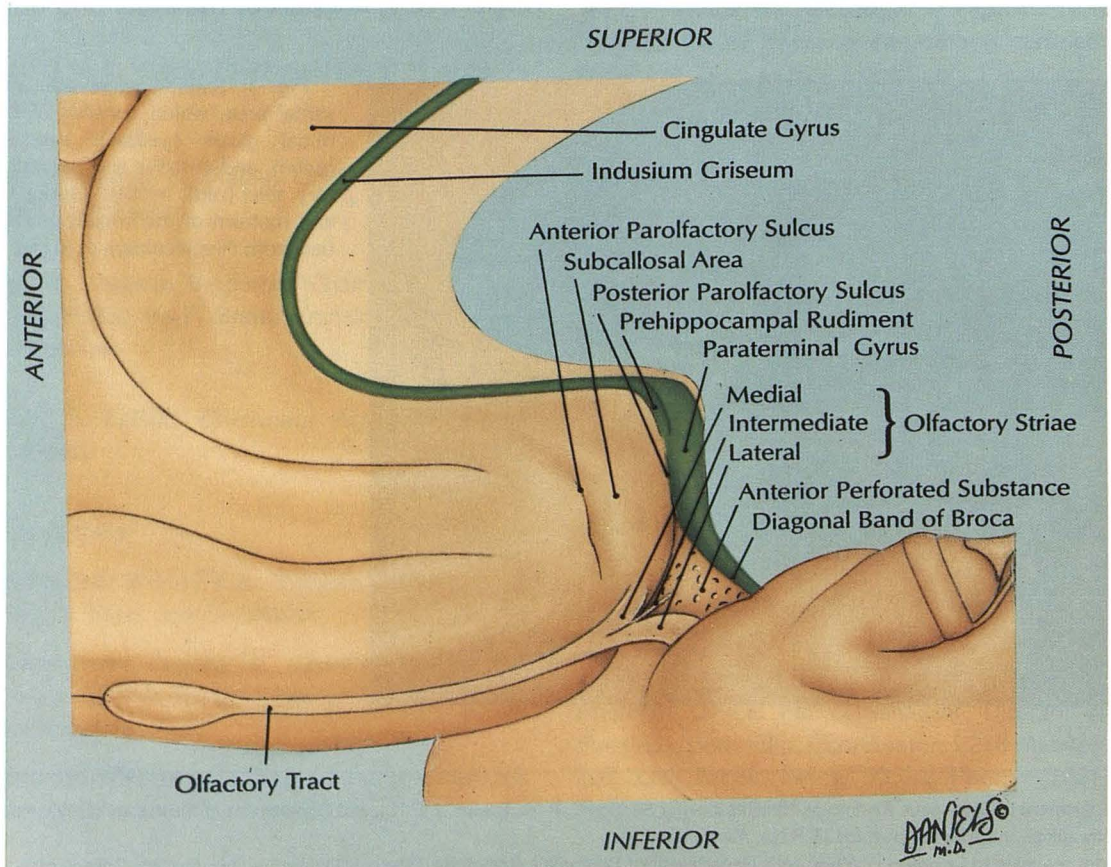 SUPERIOR
Cingulate Gyrus
Indusium Griseum
Anterior Parolfactory Sulcus
Subcallosal Area
Posterior Parolfactory Sulcus
Prehippocampal Rudiment
Paraterminal Gyrus
ANTERIOR
POSTERIOR
Medial
Intermediate
Lateral
Olfactory Striae
Anterior Perforated Substance
Diagonal Band of Broca
Olfactory Tract
INFERIOR
DANIELS©
M.D.